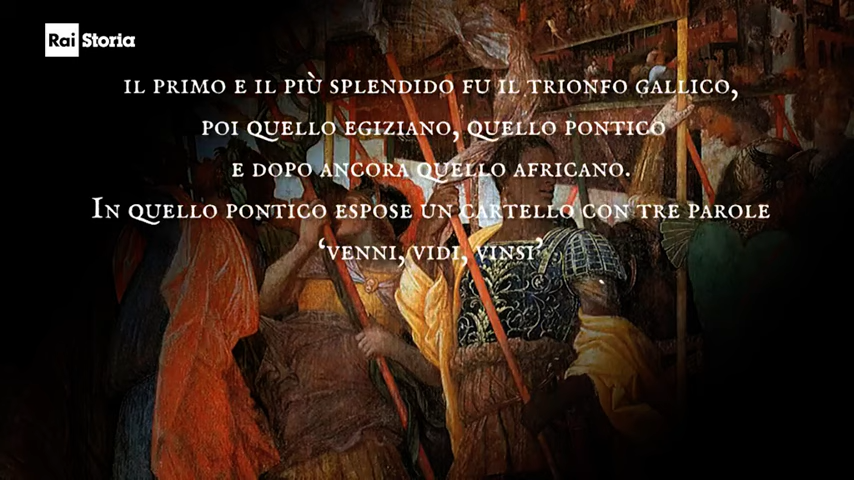 Rai Storia
il primo e il più splendido fu il trionfo gallico,
poi quello egiziano, quello pontico
e dopo ancora quello africano.
In quello pontico espose un cartello con tre parole
‘venni, vidi, vinsi’